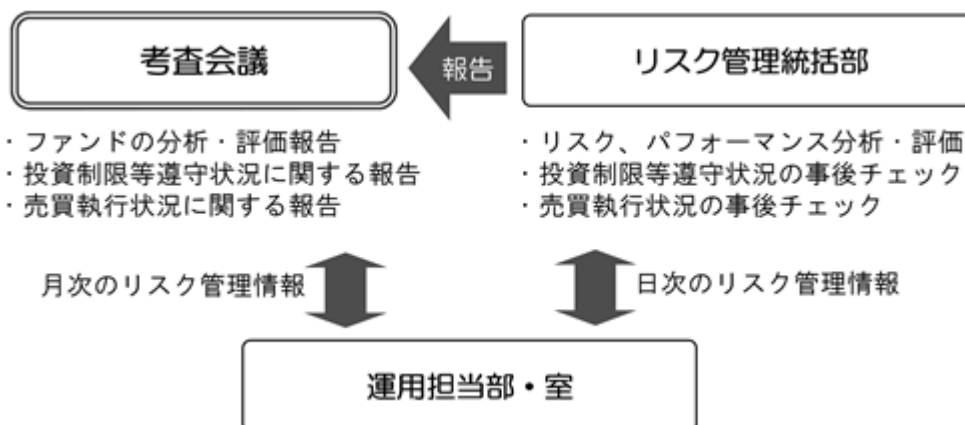 考査会議
報告
リスク管理統括部
・ファンドの分析・評価報告
・投資制限等遵守状況に関する報告
・売買執行状況に関する報告
・リスク、パフォーマンス分析・評価
・投資制限等遵守状況の事後チェック
・売買執行状況の事後チェック
月次のリスク管理情報
日次のリスク管理情報
運用担当部・室